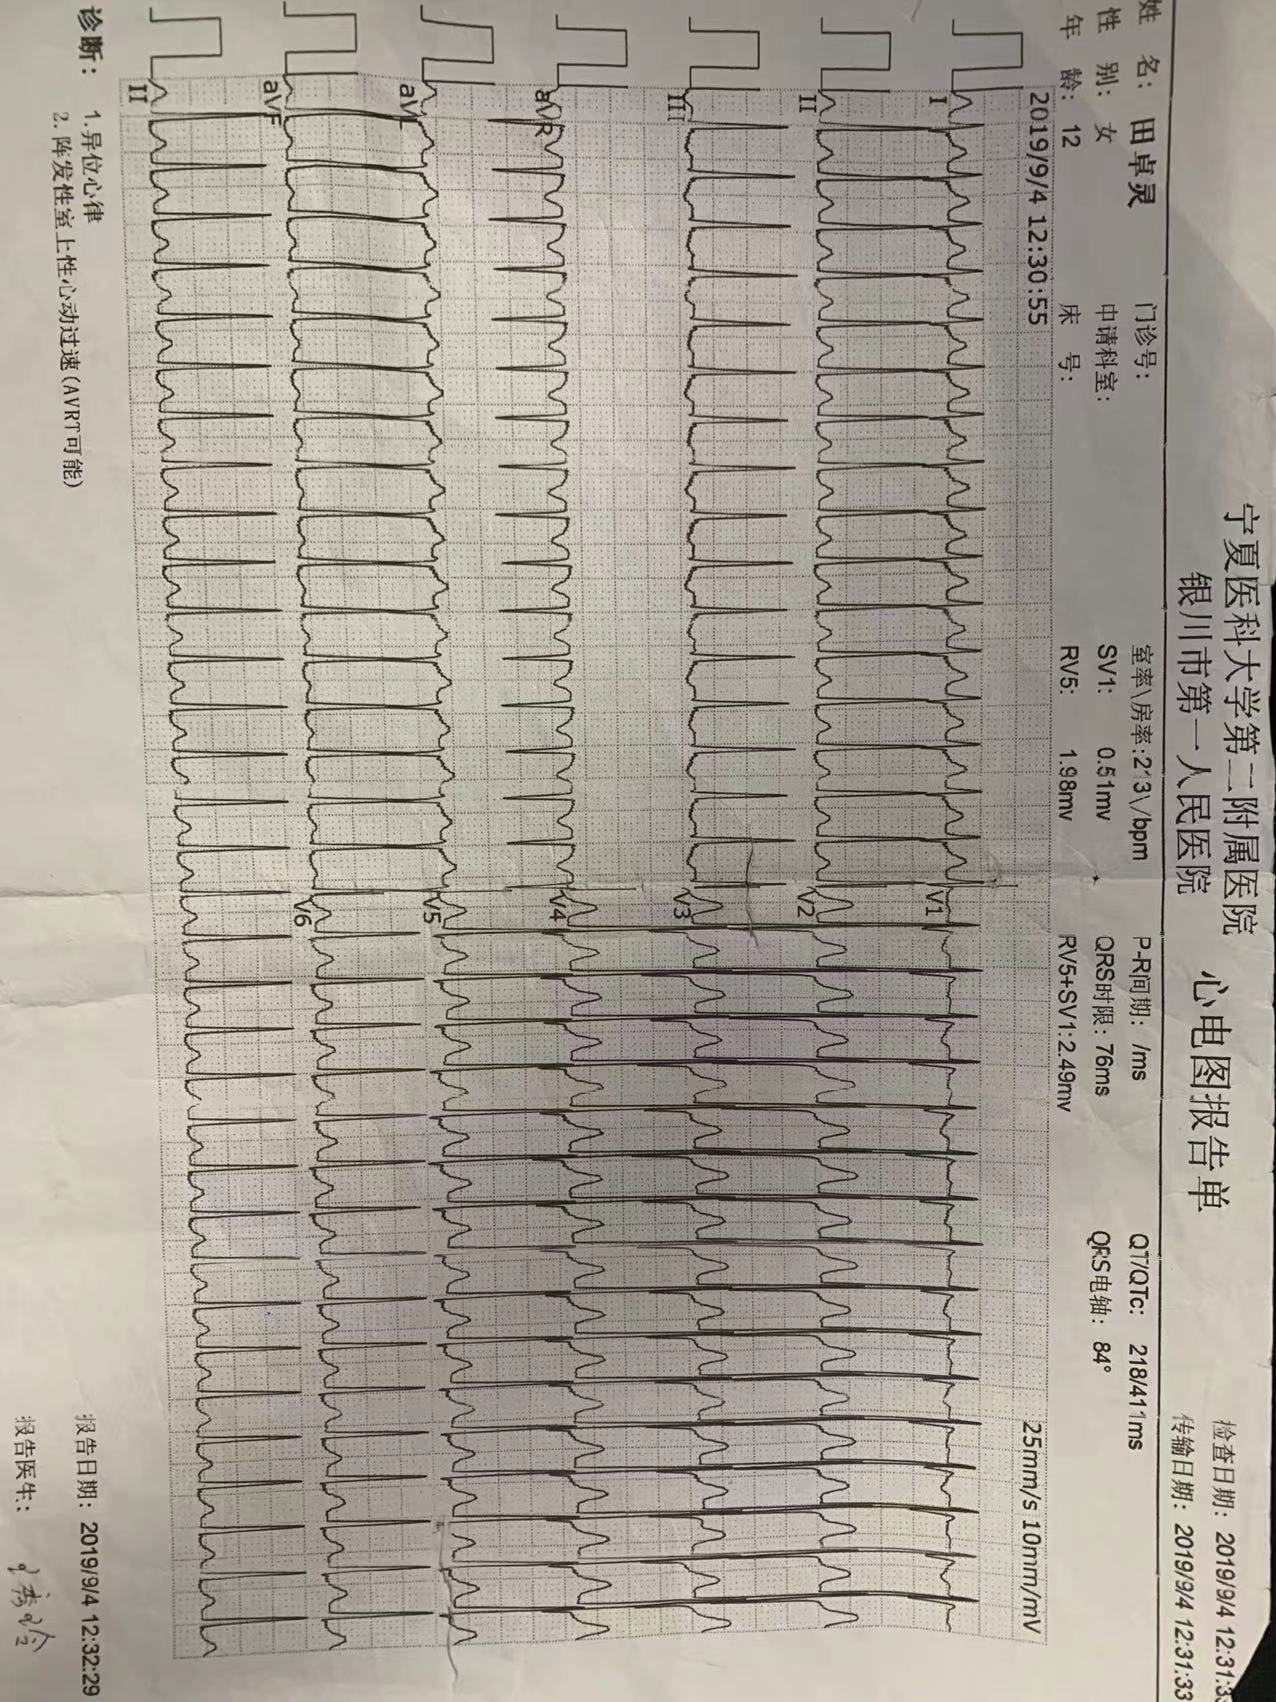 宁夏医科大学第二附属医院
银川市第一人民医院
心电图报告单
检查日期: 2019/9/4 12:31:33
传输日期: 2019/9/4 12:31:33
姓 名: 田卓灵 门诊号: 室率\房率:213\/bpm P-R间期: /ms QT/QTc: 218/411ms
性 别: 女 申请科室: SV1: 0.51mv QRS时限: 76ms QRS电轴: 84°
年 龄: 12 床 号: RV5: 1.98mv RV5+SV1:2.49mv
2019/9/4 12:30:55 25mm/s 10mm/mV
I V1
II V2
III V3
aVR V4
aVL V5
aVF V6
II
诊断: 1.异位心律
2.阵发性室上性心动过速(AVRT可能)
报告日期: 2019/9/4 12:32:29
报告医生: